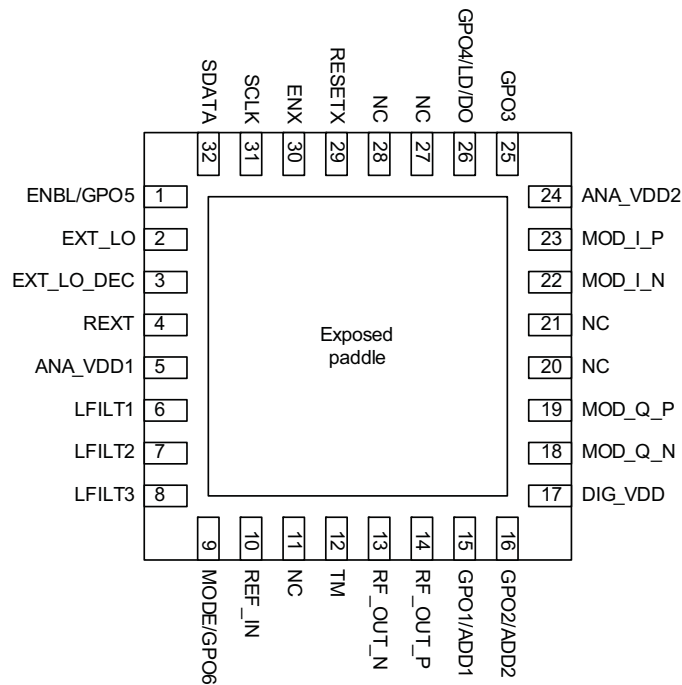 SDATA
SCLK
ENX
RESETX
NC
NC
GPO4/LD/DO
GPO3
32
31
30
29
28
27
26
25
ENBL/GPO5 1
EXT_LO 2
EXT_LO_DEC 3
REXT 4
ANA_VDD1 5
LFILT1 6
LFILT2 7
LFILT3 8
Exposed
paddle
24 ANA_VDD2
23 MOD_I_P
22 MOD_I_N
21 NC
20 NC
19 MOD_Q_P
18 MOD_Q_N
17 DIG_VDD
9
10
11
12
13
14
15
16
MODE/GPO6
REF_IN
NC
TM
RF_OUT_N
RF_OUT_P
GPO1/ADD1
GPO2/ADD2